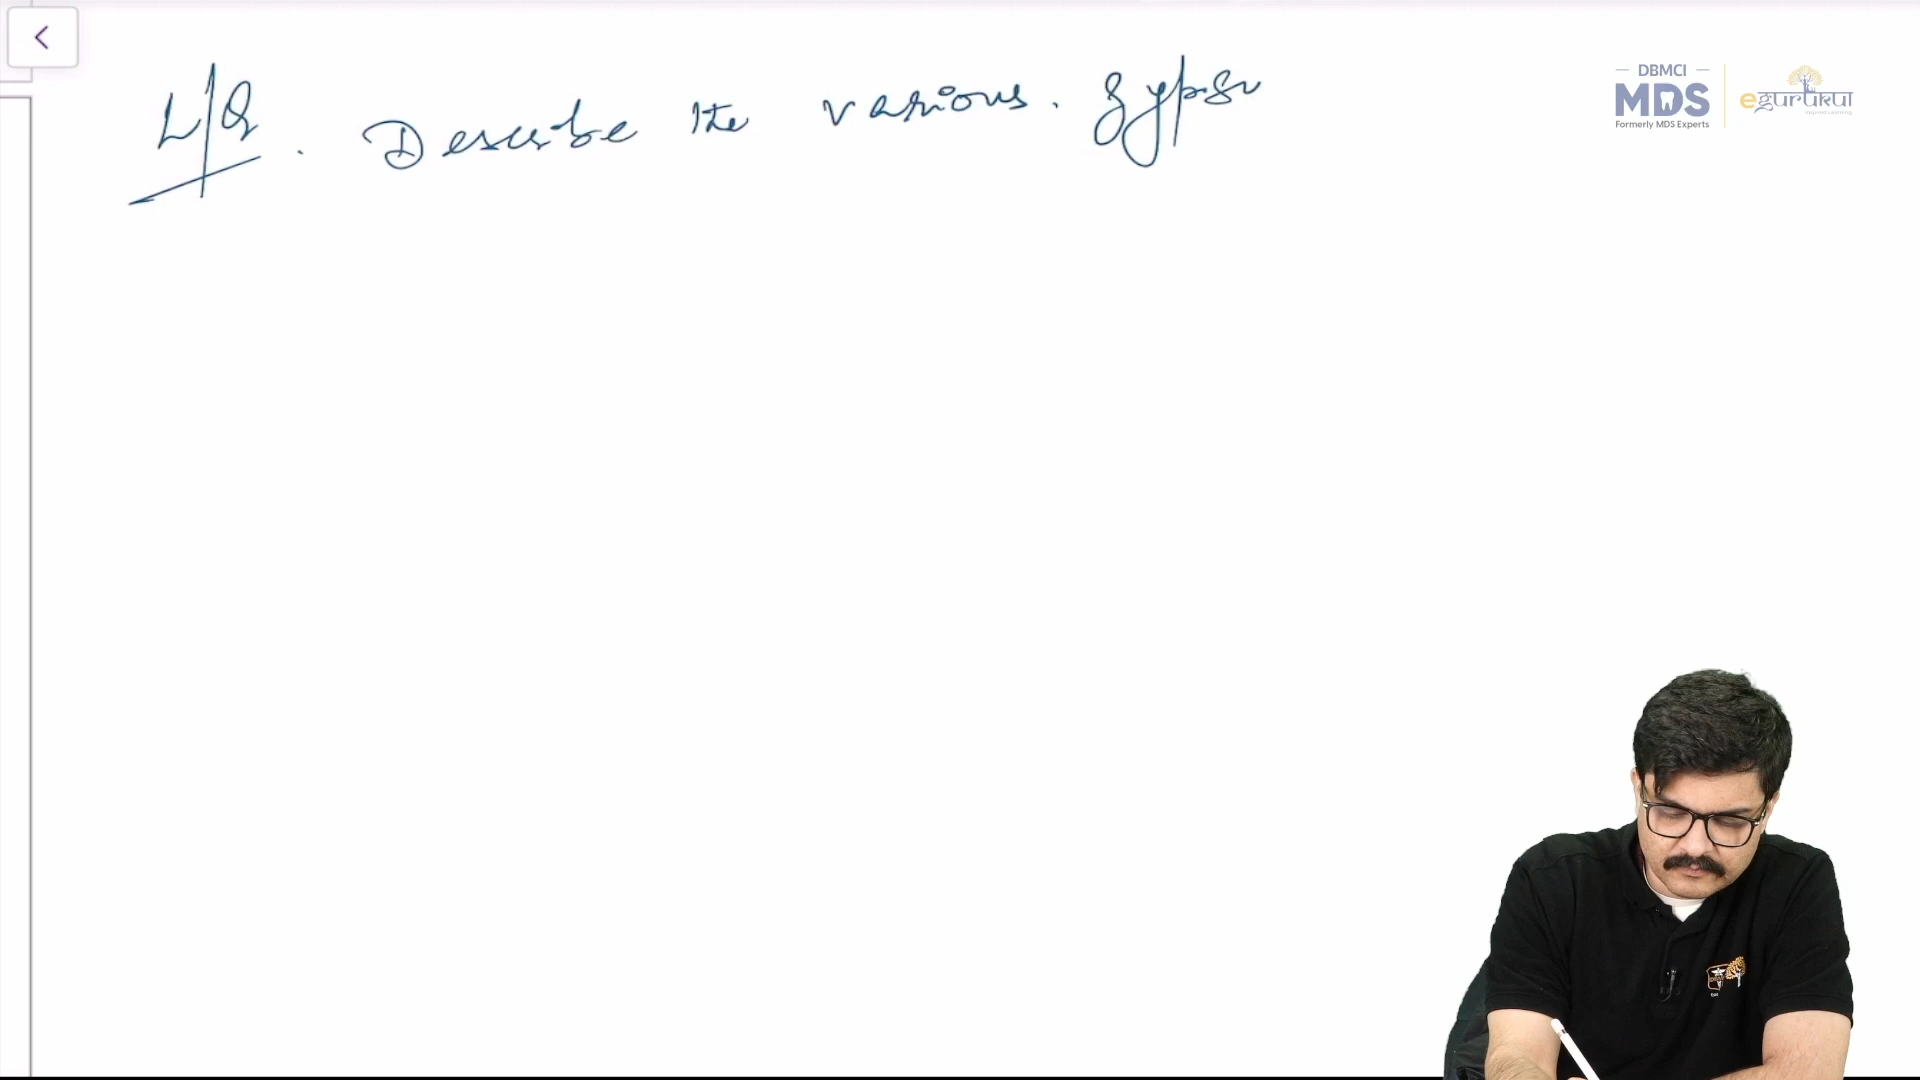 L/Q . Describe the various . gypsu
— DBMCI —
MDS
Formerly MDS Experts
egurukul